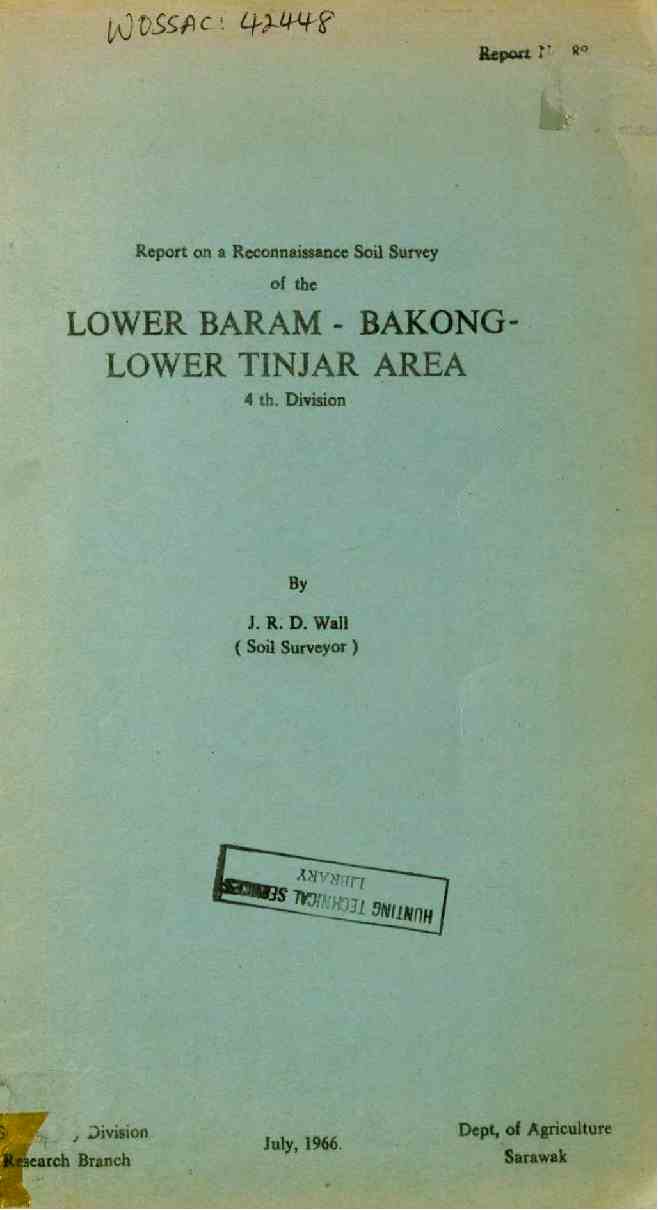 WOSSAC: 42448
Report
Report on a Reconnaissance Soil Survey
of the
LOWER BARAM - BAKONG-
LOWER TINJAR AREA
4 th. Division
By
J. R. D. Wall
( Soil Surveyor )
HUNTING TECHNICAL SERVICES
LIBRARY
Division
Research Branch
July, 1966.
Dept, of Agriculture
Sarawak